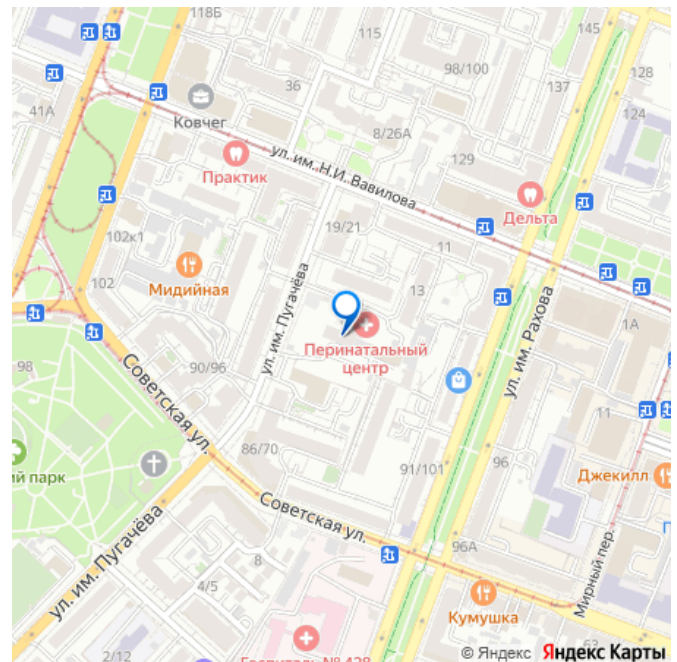 118Б
145
115
128
98/100
137
36
41А
Ковчег
124
8/26А
ул. им. Н.И. Вавилова
129
Практик
Дельта
19/21
102к1
11
102
Мидийная
13
ул. им. Пугачёва
1А
Перинатальный
центр
ул. им. Рахова
98
90/96
Советская ул.
11
86/70
91/101
96
ий парк
Джекилл
Советская ул.
ул. им. Пугачёва
96А
8
4/5
Мирный пер.
Кумушка
2/12
Госпиталь № 428
63
© Яндекс Яндекс Карты